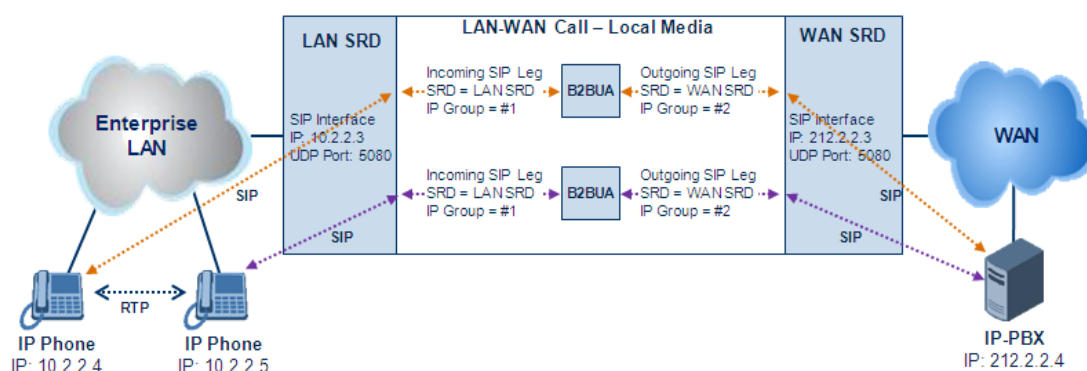 LAN SRD
LAN-WAN Call – Local Media
WAN SRD
Enterprise
LAN
SIP Interface
IP: 10.2.2.3
UDP Port: 5080
Incoming SIP Leg
SRD = LAN SRD
IP Group = #1
B2BUA
Outgoing SIP Leg
SRD = WAN SRD
IP Group = #2
SIP Interface
IP: 212.2.2.3
UDP Port: 5080
WAN
SIP
Incoming SIP Leg
SRD = LAN SRD
IP Group = #1
B2BUA
Outgoing SIP Leg
SRD = WAN SRD
IP Group = #2
SIP
SIP
SIP
RTP
IP Phone
IP: 10.2.2.4
IP Phone
IP: 10.2.2.5
IP-PBX
IP: 212.2.2.4